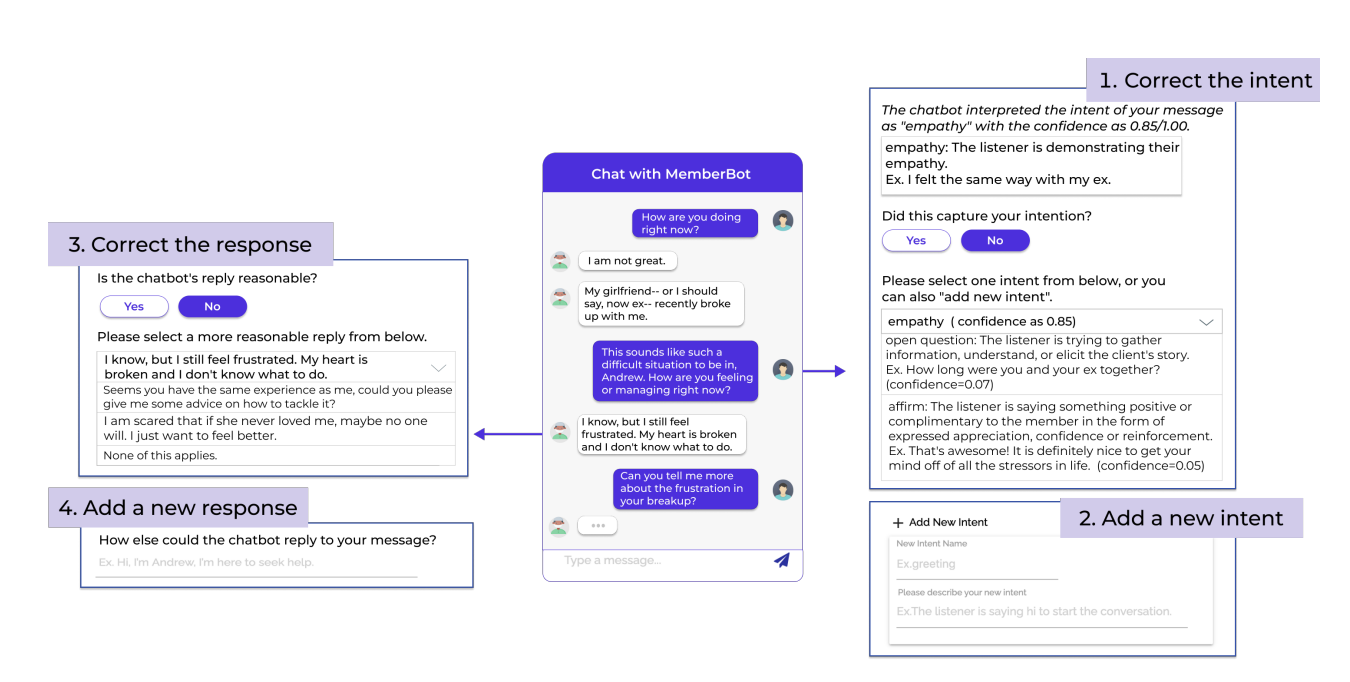 1. Correct the intent
The chatbot interpreted the intent of your message
as "empathy" with the confidence as 0.85/1.00.
empathy: The listener is demonstrating their
empathy.
Ex. I felt the same way with my ex.
Did this capture your intention?
Yes
No
Please select one intent from below, or you
can also "add new intent".
empathy ( confidence as 0.85)
open question: The listener is trying to gather
information, understand, or elicit the client's story.
Ex. How long were you and your ex together?
(confidence=0.07)
affirm: The listener is saying something positive or
complimentary to the member in the form of
expressed appreciation, confidence or reinforcement.
Ex. That's awesome! It is definitely nice to get your
mind off of all the stressors in life. (confidence=0.05)
2. Add a new intent
+ Add New Intent
New Intent Name
Ex.greeting
Please describe your new intent
Ex.The listener is saying hi to start the conversation.
Chat with MemberBot
How are you doing
right now?
I am not great.
My girlfriend-- or I should
say, now ex-- recently broke
up with me.
This sounds like such a
difficult situation to be in,
Andrew. How are you feeling
or managing right now?
I know, but I still feel
frustrated. My heart is broken
and I don't know what to do.
Can you tell me more
about the frustration in
your breakup?
Type a message...
3. Correct the response
Is the chatbot's reply reasonable?
Yes
No
Please select a more reasonable reply from below.
I know, but I still feel frustrated. My heart is
broken and I don't know what to do.
Seems you have the same experience as me, could you please
give me some advice on how to tackle it?
I am scared that if she never loved me, maybe no one
will. I just want to feel better.
None of this applies.
4. Add a new response
How else could the chatbot reply to your message?
Ex. Hi, I'm Andrew, I'm here to seek help.